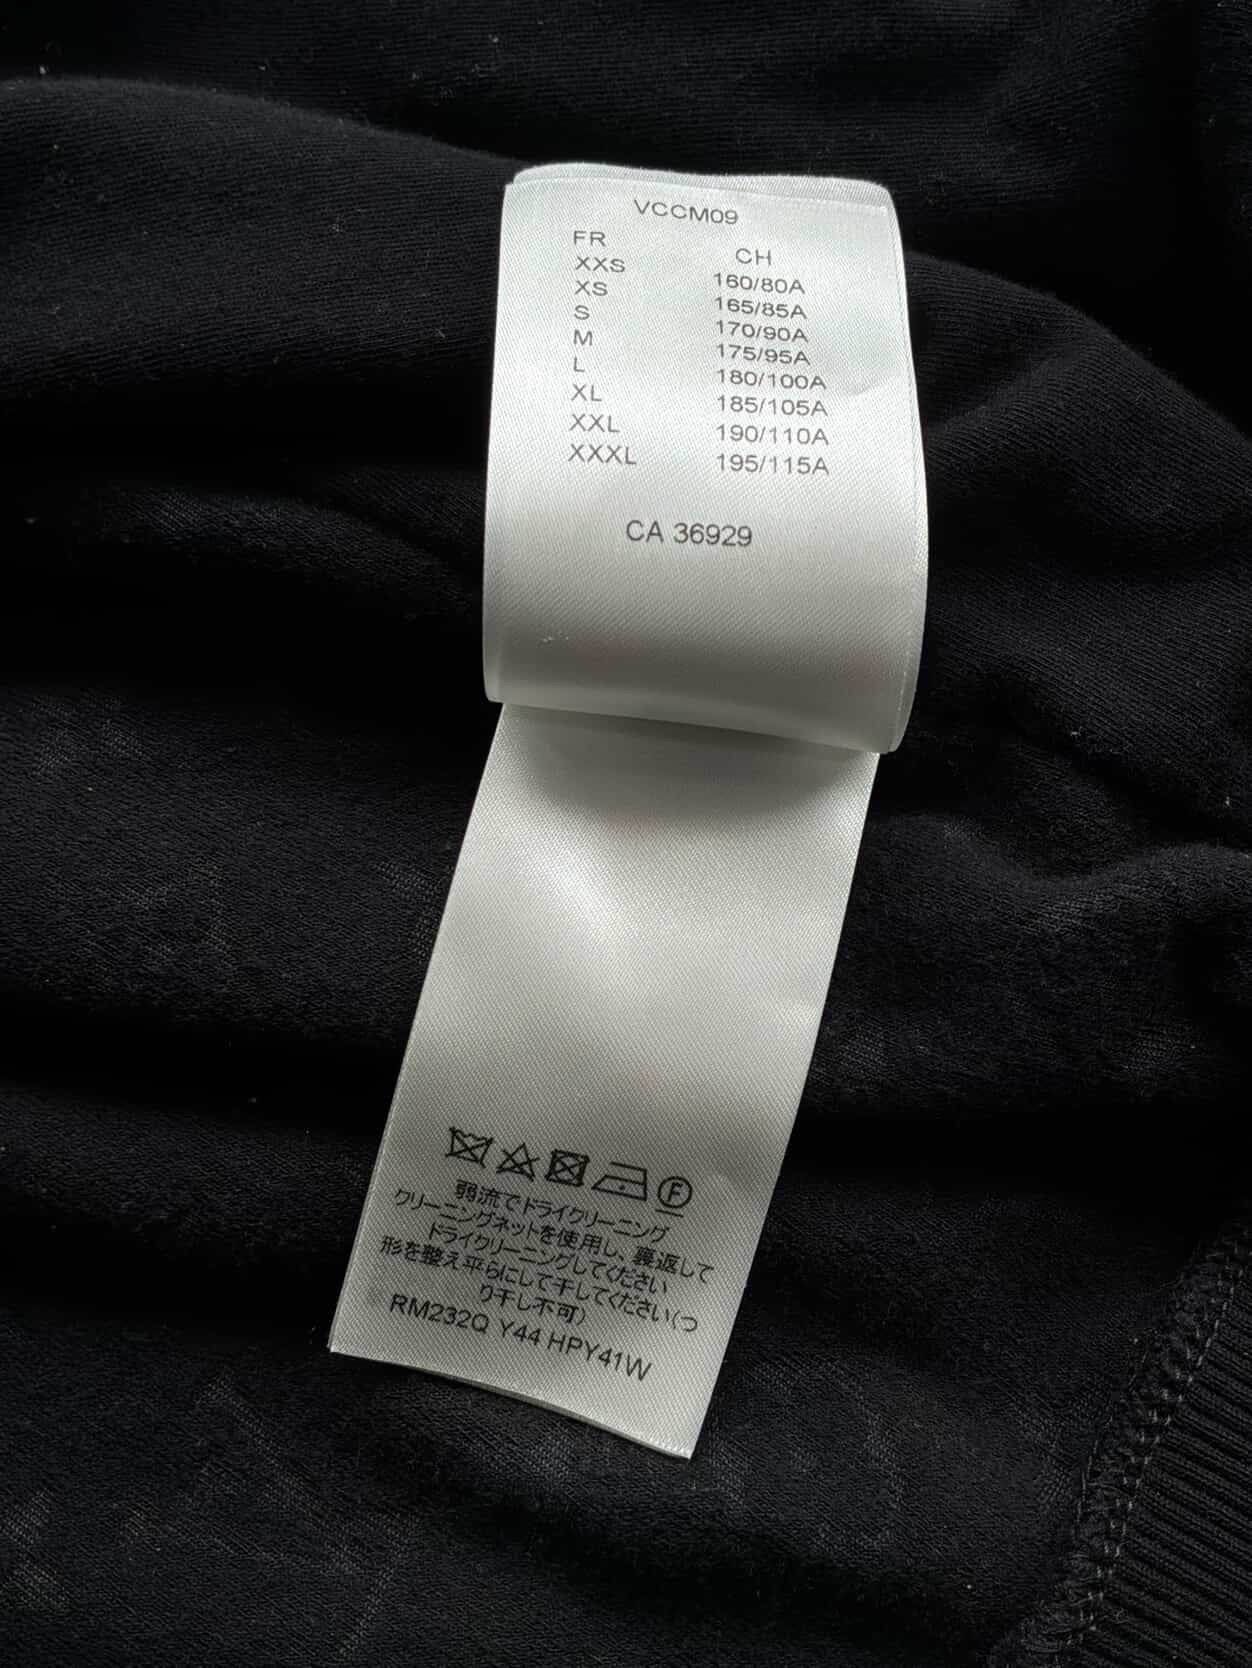 VCCM09
FR CH
XXS 160/80A
XS 165/85A
S 170/90A
M 175/95A
L 180/100A
XL 185/105A
XXL 190/110A
XXXL 195/115A
CA 36929
F
弱流でドライクリーニング
クリーニングネットを使用し、裏返して
ドライクリーニングしてください
形を整え平らにして干してください(つ
り干し不可)
RM232Q Y44 HPY41W